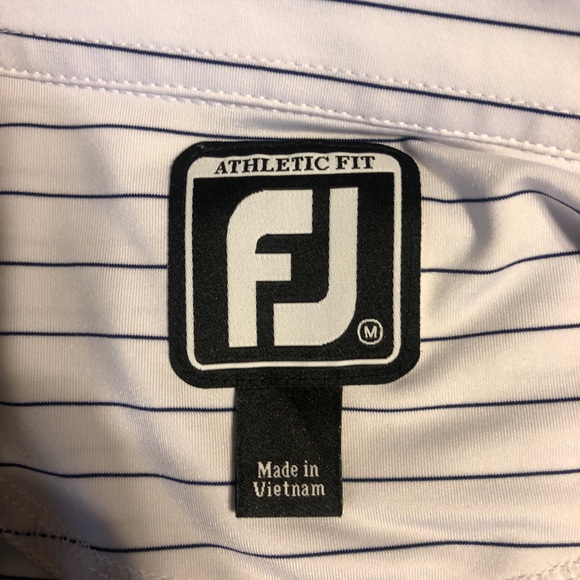 ATHLETIC FIT
FJ
M
Made in
Vietnam